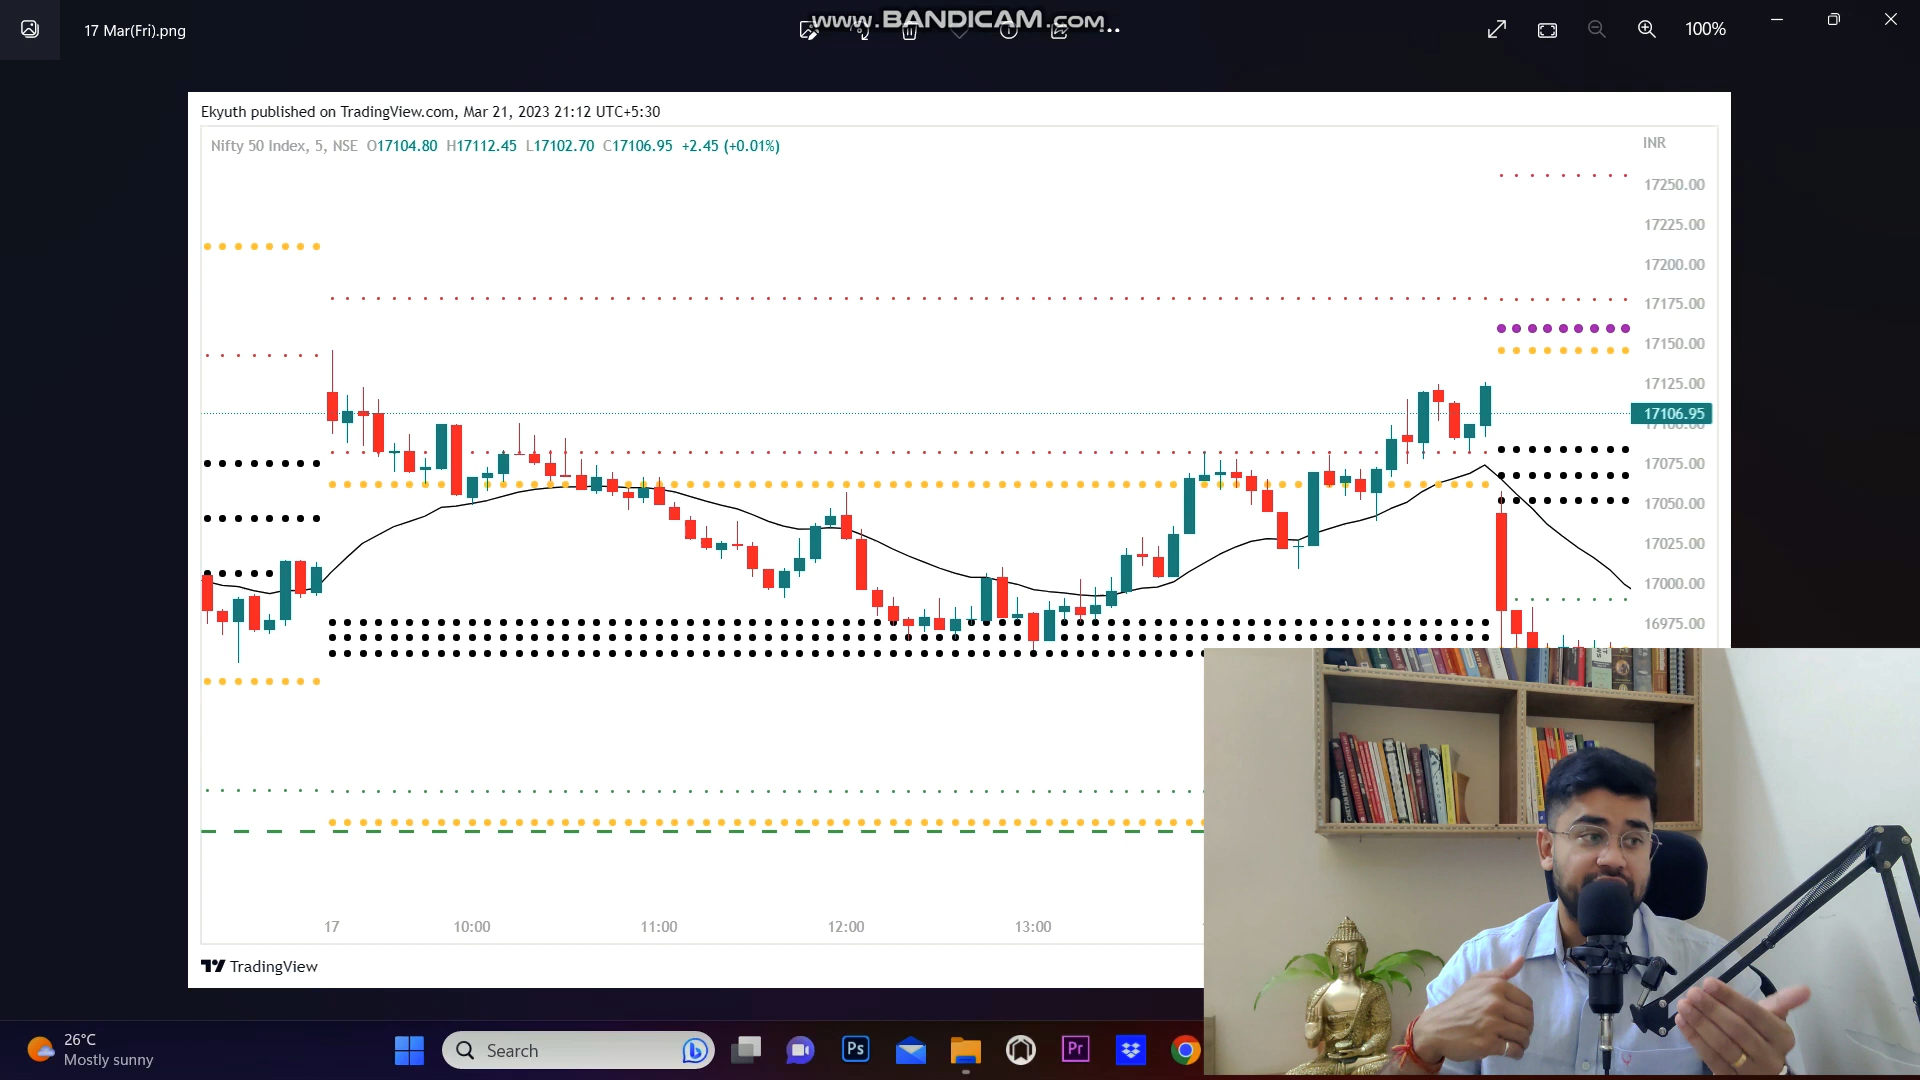 www.BANDICAM.com
17 Mar(Fri).png
100%
Ekyuth published on TradingView.com, Mar 21, 2023 21:12 UTC+5:30
Nifty 50 Index, 5, NSE O17104.80 H17112.45 L17102.70 C17106.95 +2.45 (+0.01%)
INR
17250.00
17225.00
17200.00
17175.00
17150.00
17125.00
17106.95
17100.00
17075.00
17050.00
17025.00
17000.00
16975.00
17 10:00 11:00 12:00 13:00
TradingView
26°C
Mostly sunny
Search
Ps
Pr